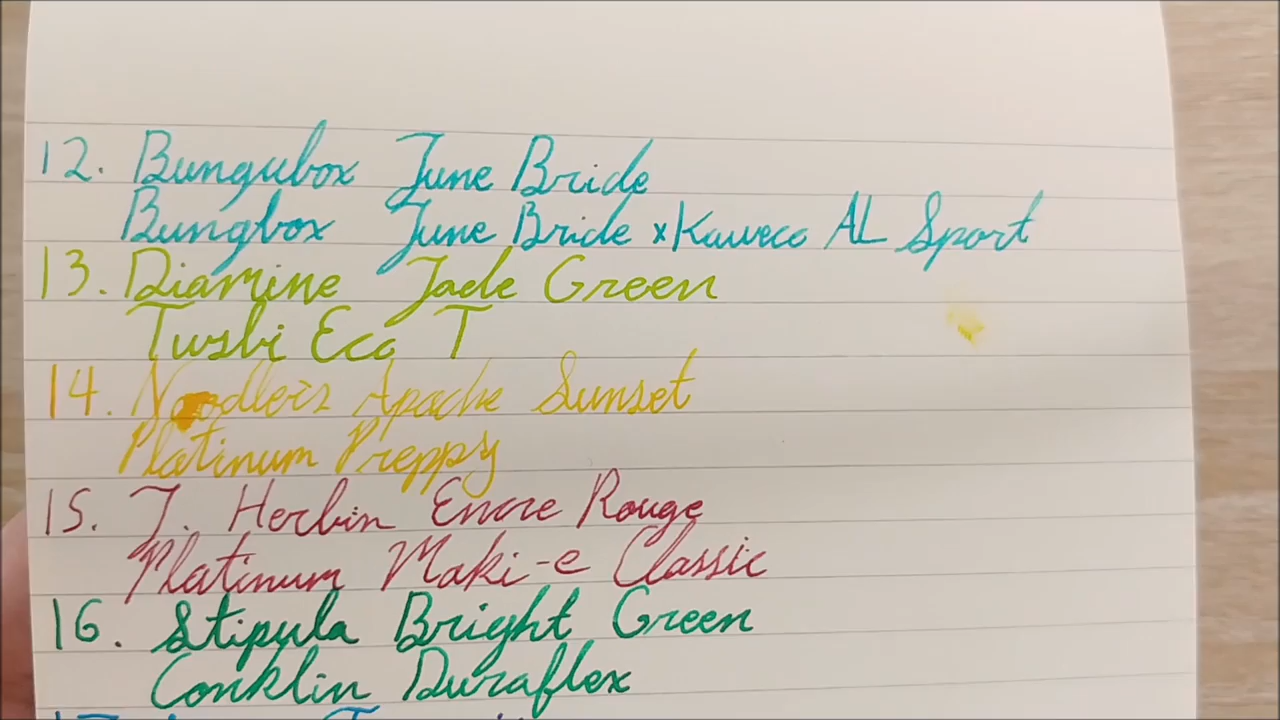 12. Bungubox June Bride
Bungbox June Bride x Kaweco AL Sport
13. Diamine Jade Green
Twsbi Eco T
14. Noodlers Apache Sunset
Platinum Preppy
15. J. Herbin Encre Rouge
Platinum Maki-e Classic
16. Stipula Bright Green
Conklin Duraflex